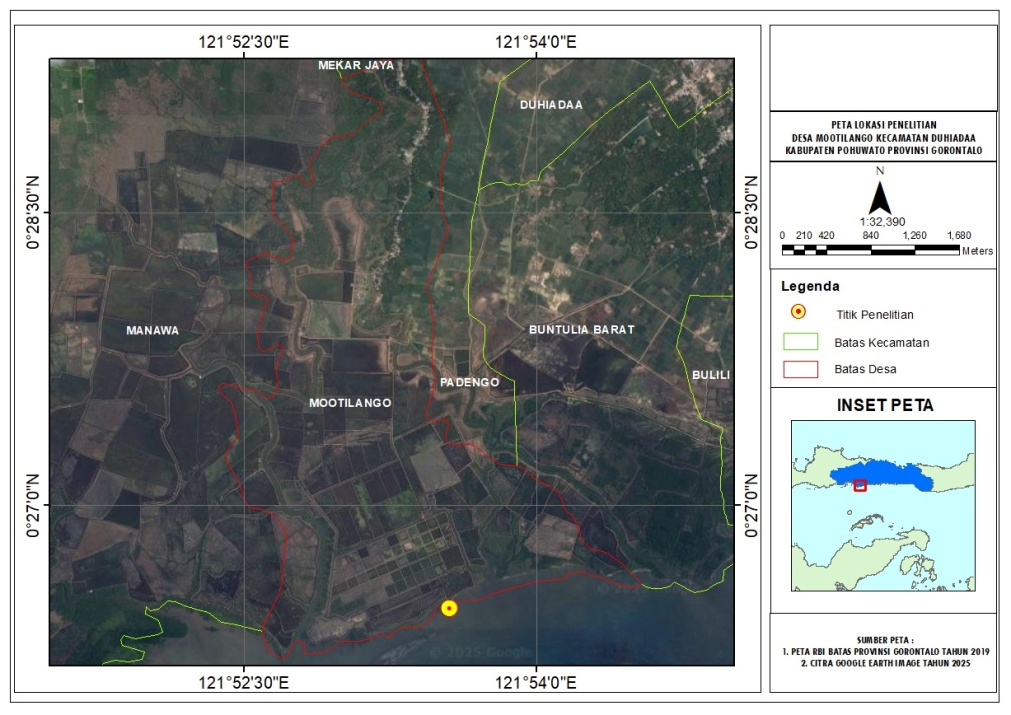 121°52'30"E
121°54'0"E
MEKAR JAYA
DUHIADAA
0°28'30"N
0°28'30"N
MANAWA
BUNTULIA BARAT
BULILI
PADENGO
MOOTILANGO
0°27'0"N
0°27'0"N
© 2025 Google
121°52'30"E
121°54'0"E
PETA LOKASI PENELITIAN
DESA MOOTILANGO KECAMATAN DUHIADAA
KABUPATEN POHUWATO PROVINSI GORONTALO
N
1:32,390
0 210 420 840 1,260 1,680
Meters
Legenda
Titik Penelitian
Batas Kecamatan
Batas Desa
INSET PETA
SUMBER PETA :
1. PETA RBI BATAS PROVINSI GORONTALO TAHUN 2019
2. CITRA GOOGLE EARTH IMAGE TAHUN 2025